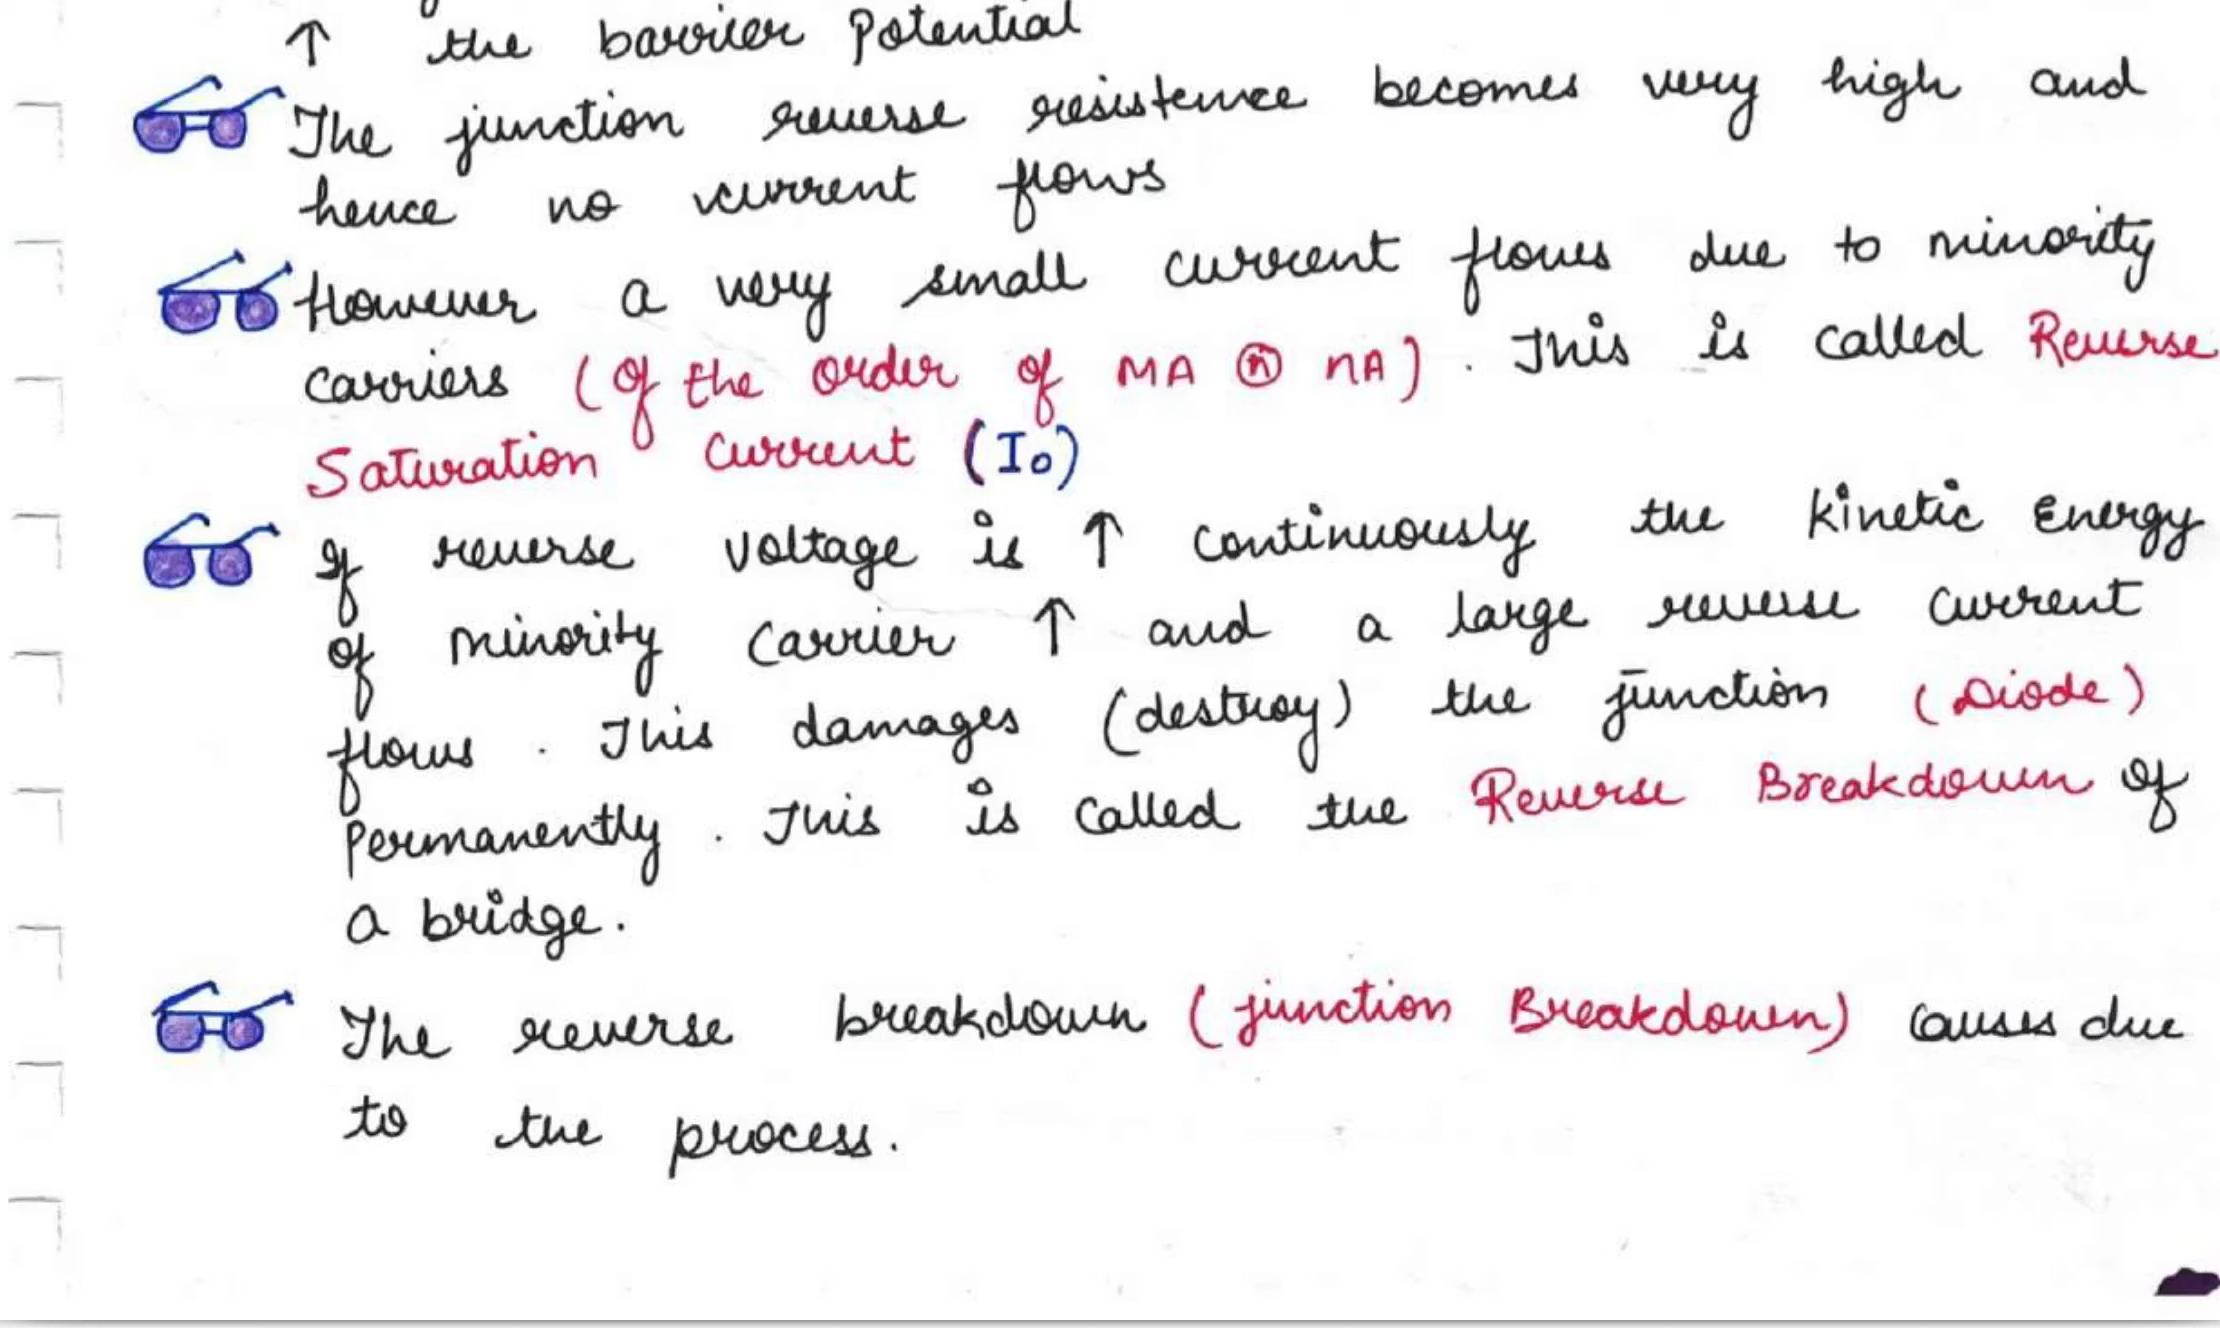 ↑ the barrier Potential
The junction reverse resistence becomes very high and
hence no current flows
However a very small current flows due to minority
carriers (Of the order of MA ⓝ nA). This is called Reverse
Saturation Current (I₀)
If reverse voltage is ↑ continuously the kinetic Energy
of minority Carrier ↑ and a large reverse current
flows. This damages (destroy) the junction (Diode)
Permanently. This is called the Reverse Breakdown of
a bridge.
The reverse breakdown (junction Breakdown) causes due
to the process.